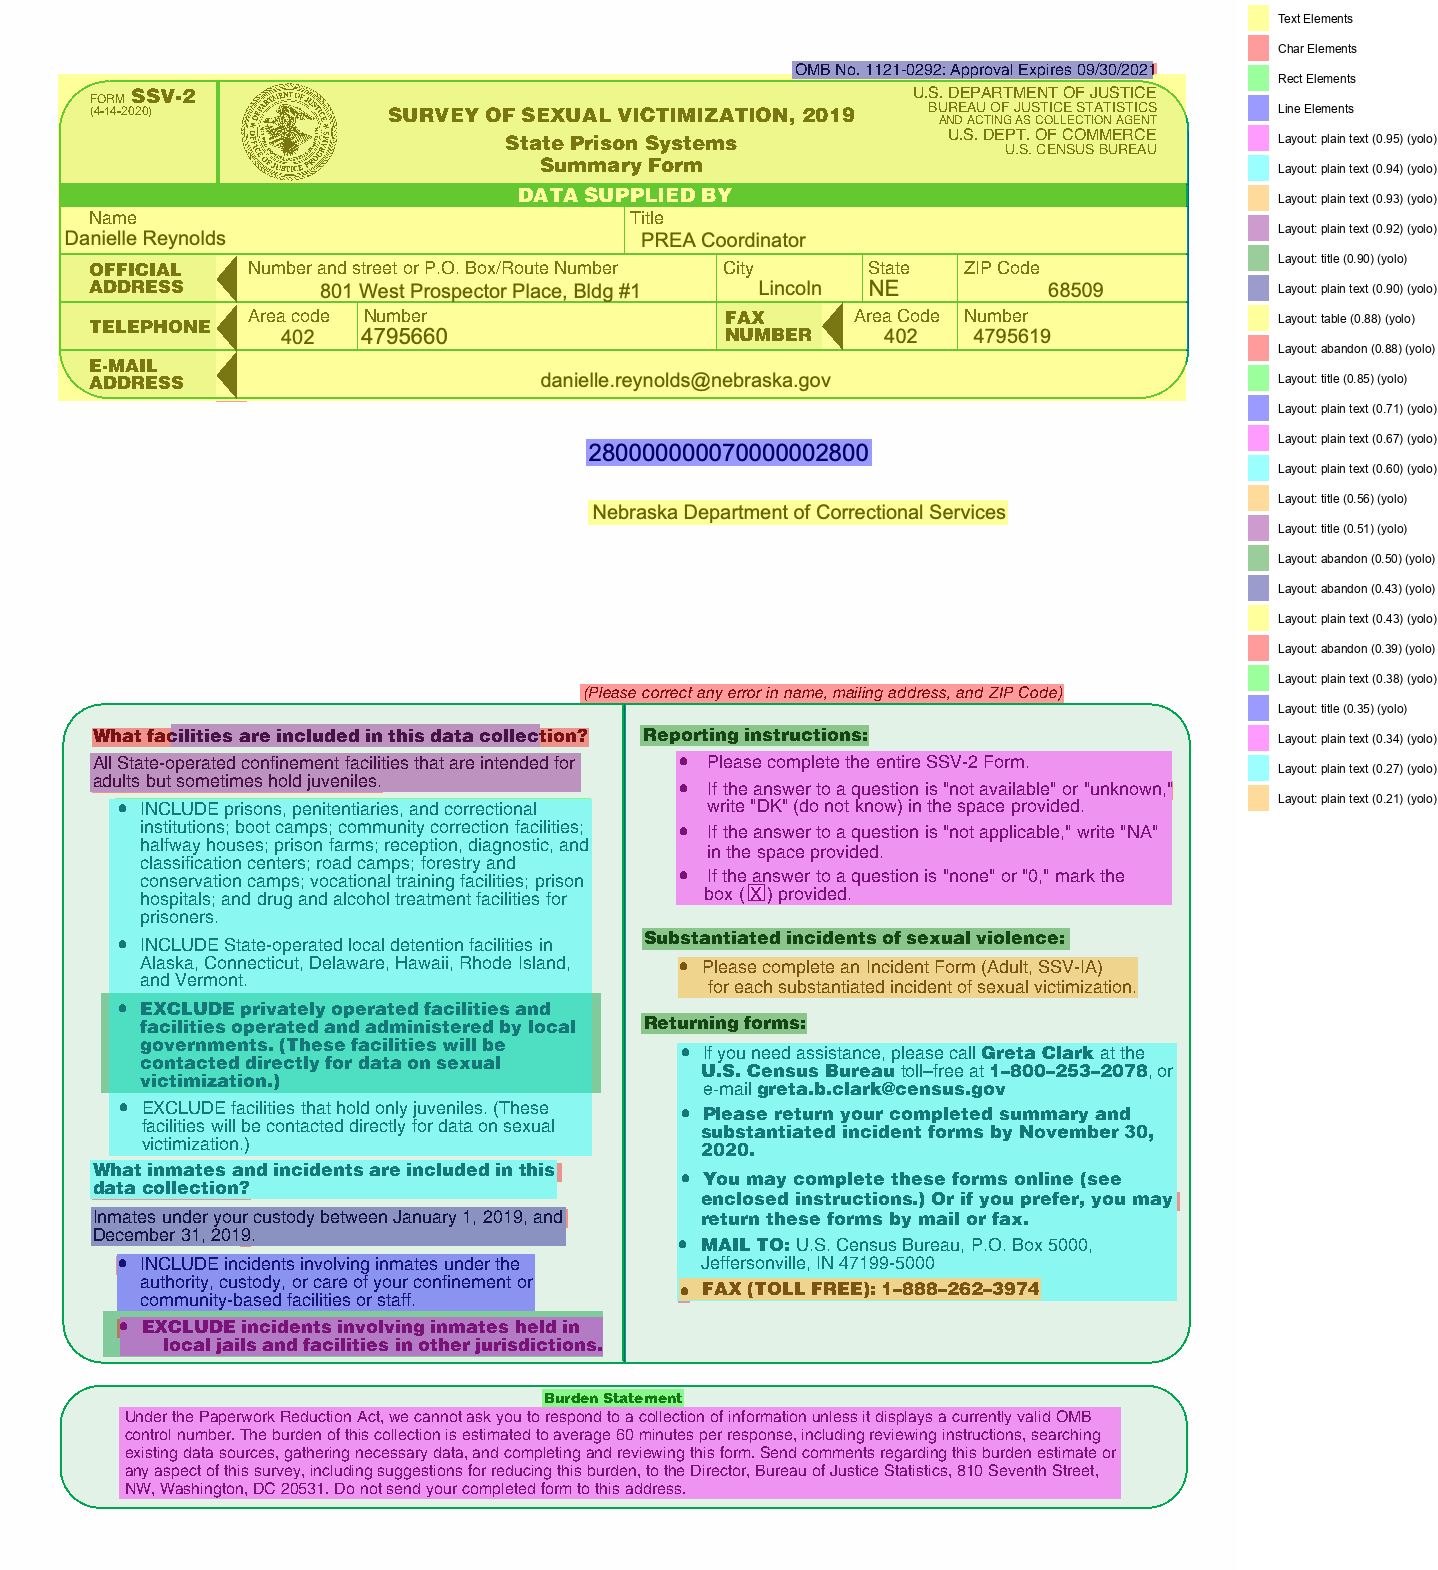 OMB No. 1121-0292: Approval Expires 09/30/2021
FORM SSV-2
(4-14-2020)
SURVEY OF SEXUAL VICTIMIZATION, 2019
State Prison Systems
Summary Form
U.S. DEPARTMENT OF JUSTICE
BUREAU OF JUSTICE STATISTICS
AND ACTING AS COLLECTION AGENT
U.S. DEPT. OF COMMERCE
U.S. CENSUS BUREAU
DATA SUPPLIED BY
Name
Danielle Reynolds
Title
PREA Coordinator
OFFICIAL
ADDRESS
Number and street or P.O. Box/Route Number
801 West Prospector Place, Bldg #1
City
Lincoln
State
NE
ZIP Code
68509
TELEPHONE
Area code
402
Number
4795660
FAX
NUMBER
Area Code
402
Number
4795619
E-MAIL
ADDRESS
danielle.reynolds@nebraska.gov
280000000070000002800
Nebraska Department of Correctional Services
(Please correct any error in name, mailing address, and ZIP Code)
What facilities are included in this data collection?
All State-operated confinement facilities that are intended for
adults but sometimes hold juveniles.
• INCLUDE prisons, penitentiaries, and correctional
institutions; boot camps; community correction facilities;
halfway houses; prison farms; reception, diagnostic, and
classification centers; road camps; forestry and
conservation camps; vocational training facilities; prison
hospitals; and drug and alcohol treatment facilities for
prisoners.
• INCLUDE State-operated local detention facilities in
Alaska, Connecticut, Delaware, Hawaii, Rhode Island,
and Vermont.
• EXCLUDE privately operated facilities and
facilities operated and administered by local
governments. (These facilities will be
contacted directly for data on sexual
victimization.)
• EXCLUDE facilities that hold only juveniles. (These
facilities will be contacted directly for data on sexual
victimization.)
What inmates and incidents are included in this
data collection?
Inmates under your custody between January 1, 2019, and
December 31, 2019.
• INCLUDE incidents involving inmates under the
authority, custody, or care of your confinement or
community-based facilities or staff.
• EXCLUDE incidents involving inmates held in
local jails and facilities in other jurisdictions.
Reporting instructions:
• Please complete the entire SSV-2 Form.
• If the answer to a question is "not available" or "unknown,"
write "DK" (do not know) in the space provided.
• If the answer to a question is "not applicable," write "NA"
in the space provided.
• If the answer to a question is "none" or "0," mark the
box (X) provided.
Substantiated incidents of sexual violence:
• Please complete an Incident Form (Adult, SSV-IA)
for each substantiated incident of sexual victimization.
Returning forms:
• If you need assistance, please call Greta Clark at the
U.S. Census Bureau toll–free at 1–800–253–2078, or
e-mail greta.b.clark@census.gov
• Please return your completed summary and
substantiated incident forms by November 30,
2020.
• You may complete these forms online (see
enclosed instructions.) Or if you prefer, you may
return these forms by mail or fax.
• MAIL TO: U.S. Census Bureau, P.O. Box 5000,
Jeffersonville, IN 47199-5000
• FAX (TOLL FREE): 1–888–262–3974
Burden Statement
Under the Paperwork Reduction Act, we cannot ask you to respond to a collection of information unless it displays a currently valid OMB
control number. The burden of this collection is estimated to average 60 minutes per response, including reviewing instructions, searching
existing data sources, gathering necessary data, and completing and reviewing this form. Send comments regarding this burden estimate or
any aspect of this survey, including suggestions for reducing this burden, to the Director, Bureau of Justice Statistics, 810 Seventh Street,
NW, Washington, DC 20531. Do not send your completed form to this address.
Text Elements
Char Elements
Rect Elements
Line Elements
Layout: plain text (0.95) (yolo)
Layout: plain text (0.94) (yolo)
Layout: plain text (0.93) (yolo)
Layout: plain text (0.92) (yolo)
Layout: title (0.90) (yolo)
Layout: plain text (0.90) (yolo)
Layout: table (0.88) (yolo)
Layout: abandon (0.88) (yolo)
Layout: title (0.85) (yolo)
Layout: plain text (0.71) (yolo)
Layout: plain text (0.67) (yolo)
Layout: plain text (0.60) (yolo)
Layout: title (0.56) (yolo)
Layout: title (0.51) (yolo)
Layout: abandon (0.50) (yolo)
Layout: abandon (0.43) (yolo)
Layout: plain text (0.43) (yolo)
Layout: abandon (0.39) (yolo)
Layout: plain text (0.38) (yolo)
Layout: title (0.35) (yolo)
Layout: plain text (0.34) (yolo)
Layout: plain text (0.27) (yolo)
Layout: plain text (0.21) (yolo)